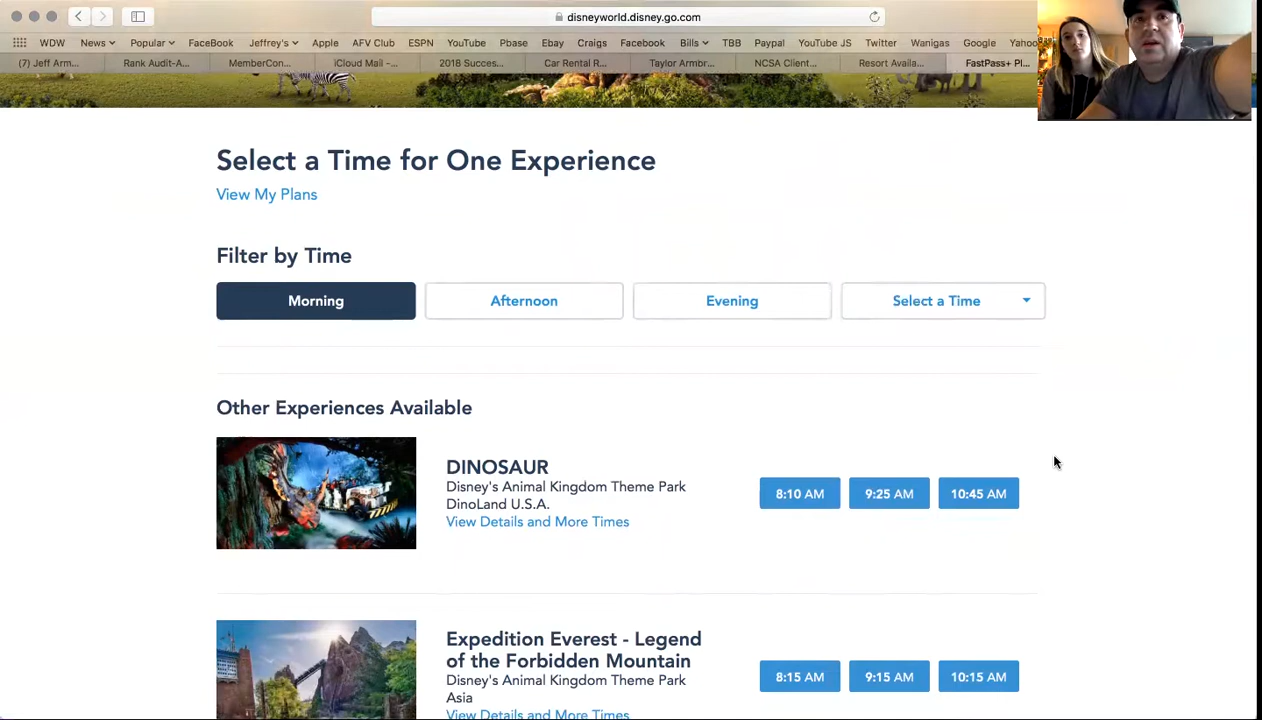 disneyworld.disney.go.com
WDW News Popular FaceBook Jeffrey's Apple AFV Club ESPN YouTube Pbase Ebay Craigs Facebook Bills TBB Paypal YouTube JS Twitter Wanigas Google Yahoo
(7) Jeff Arm... Rank Audit-A... MemberCon... iCloud Mail -... 2018 Succes... Car Rental R... Taylor Armbr... NCSA Client... Resort Availa... FastPass+ Pl...
Select a Time for One Experience
View My Plans
Filter by Time
Morning Afternoon Evening Select a Time
Other Experiences Available
DINOSAUR
Disney's Animal Kingdom Theme Park
DinoLand U.S.A.
View Details and More Times
8:10 AM 9:25 AM 10:45 AM
Expedition Everest - Legend
of the Forbidden Mountain
Disney's Animal Kingdom Theme Park
Asia
View Details and More Times
8:15 AM 9:15 AM 10:15 AM